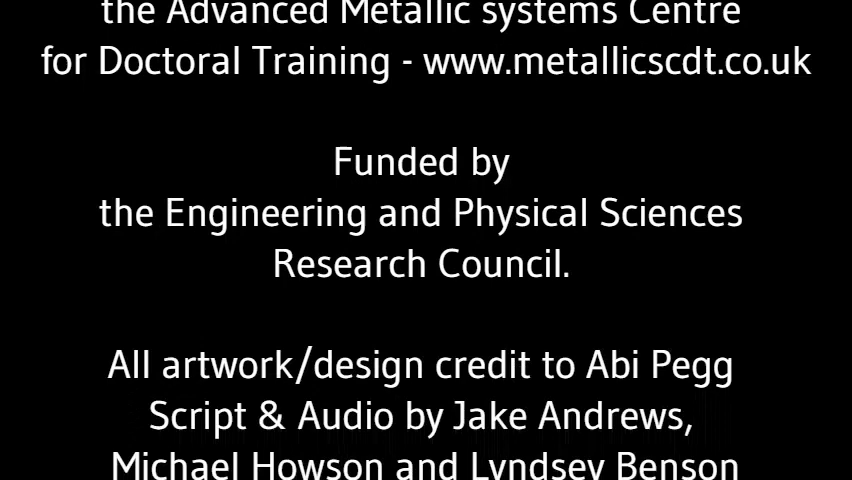 the Advanced Metallic systems Centre
for Doctoral Training - www.metallicscdt.co.uk
Funded by
the Engineering and Physical Sciences
Research Council.
All artwork/design credit to Abi Pegg
Script & Audio by Jake Andrews,
Michael Howson and Lyndsey Benson